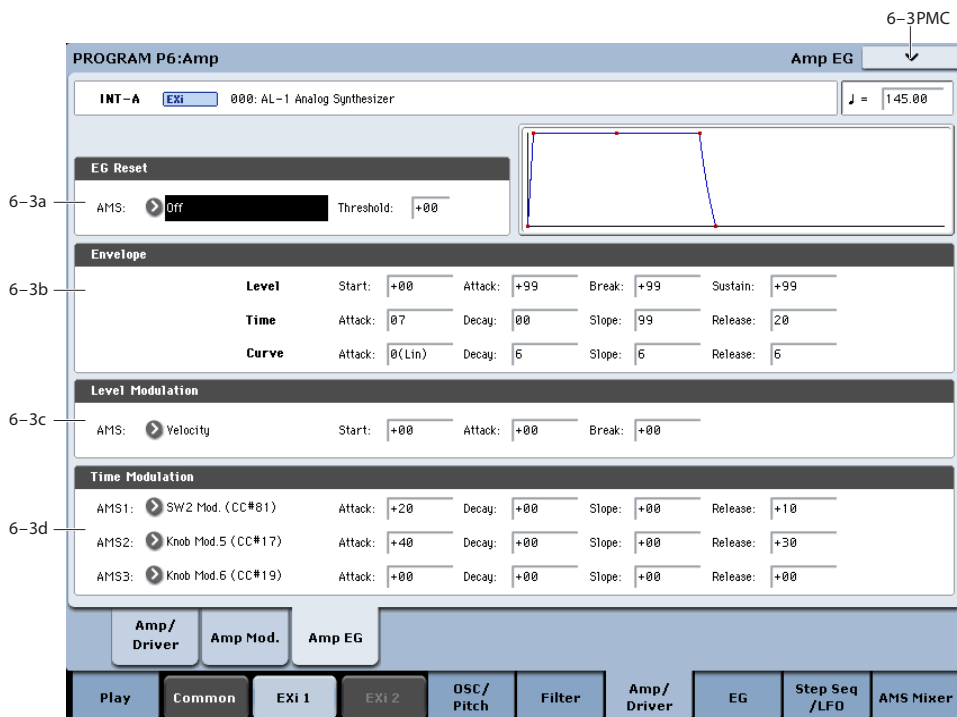 6-3PMC
PROGRAM P6:Amp Amp EG
INT-A EXi 000: AL-1 Analog Synthesizer ♩ = 145.00
EG Reset
6-3a
AMS: Off Threshold: +00
Envelope
6-3b
Level Start: +00 Attack: +99 Break: +99 Sustain: +99
Time Attack: 07 Decay: 00 Slope: 99 Release: 20
Curve Attack: 0(Lin) Decay: 6 Slope: 6 Release: 6
Level Modulation
6-3c
AMS: Velocity Start: +00 Attack: +00 Break: +00
Time Modulation
AMS1: SW2 Mod. (CC#81) Attack: +20 Decay: +00 Slope: +00 Release: +10
6-3d
AMS2: Knob Mod.5 (CC#17) Attack: +40 Decay: +00 Slope: +00 Release: +30
AMS3: Knob Mod.6 (CC#19) Attack: +00 Decay: +00 Slope: +00 Release: +00
Amp/
Driver
Amp Mod.
Amp EG
Play
Common
EXi 1
EXi 2
OSC/
Pitch
Filter
Amp/
Driver
EG
Step Seq
/LFO
AMS Mixer